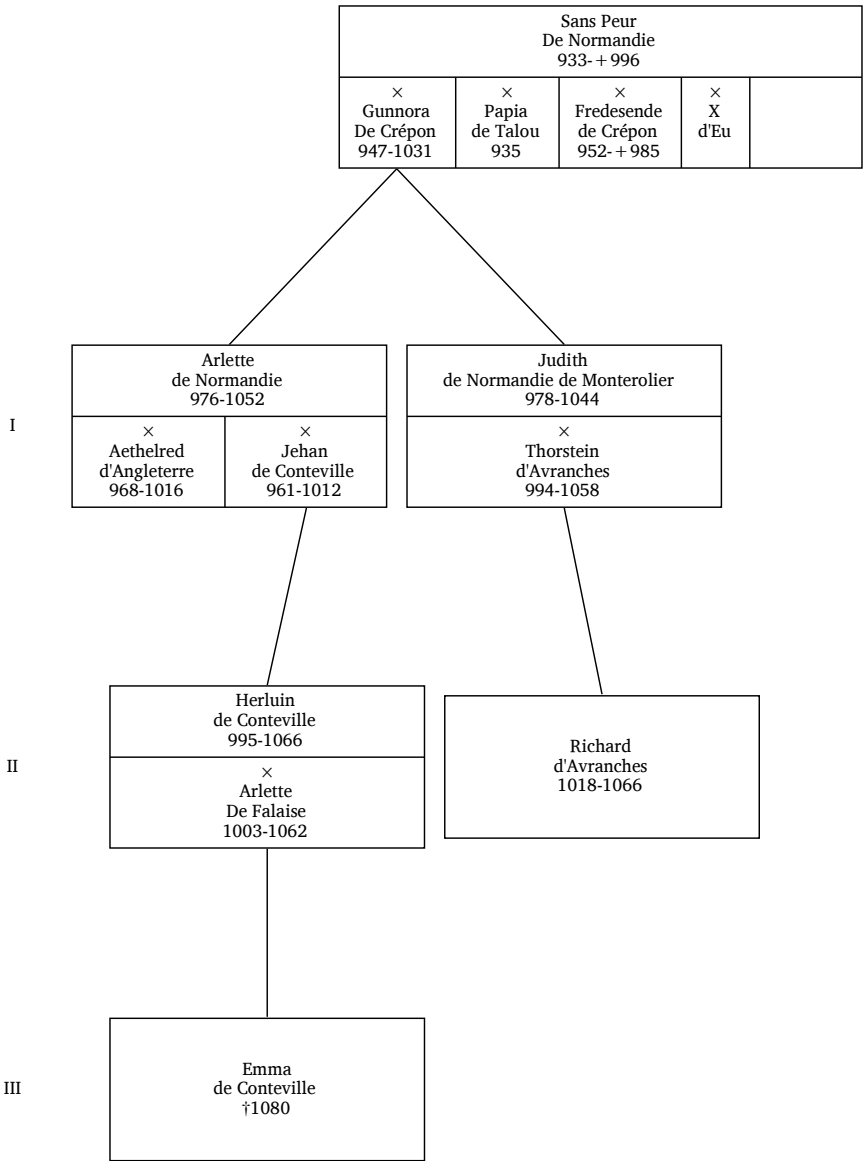 Sans Peur
De Normandie
933-+996
×
Gunnora
De Crépon
947-1031
×
Papia
de Talou
935
×
Fredesende
de Crépon
952-+985
×
X
d'Eu
I
Arlette
de Normandie
976-1052
×
Aethelred
d'Angleterre
968-1016
×
Jehan
de Conteville
961-1012
Judith
de Normandie de Monterolier
978-1044
×
Thorstein
d'Avranches
994-1058
II
Herluin
de Conteville
995-1066
×
Arlette
De Falaise
1003-1062
Richard
d'Avranches
1018-1066
III
Emma
de Conteville
†1080